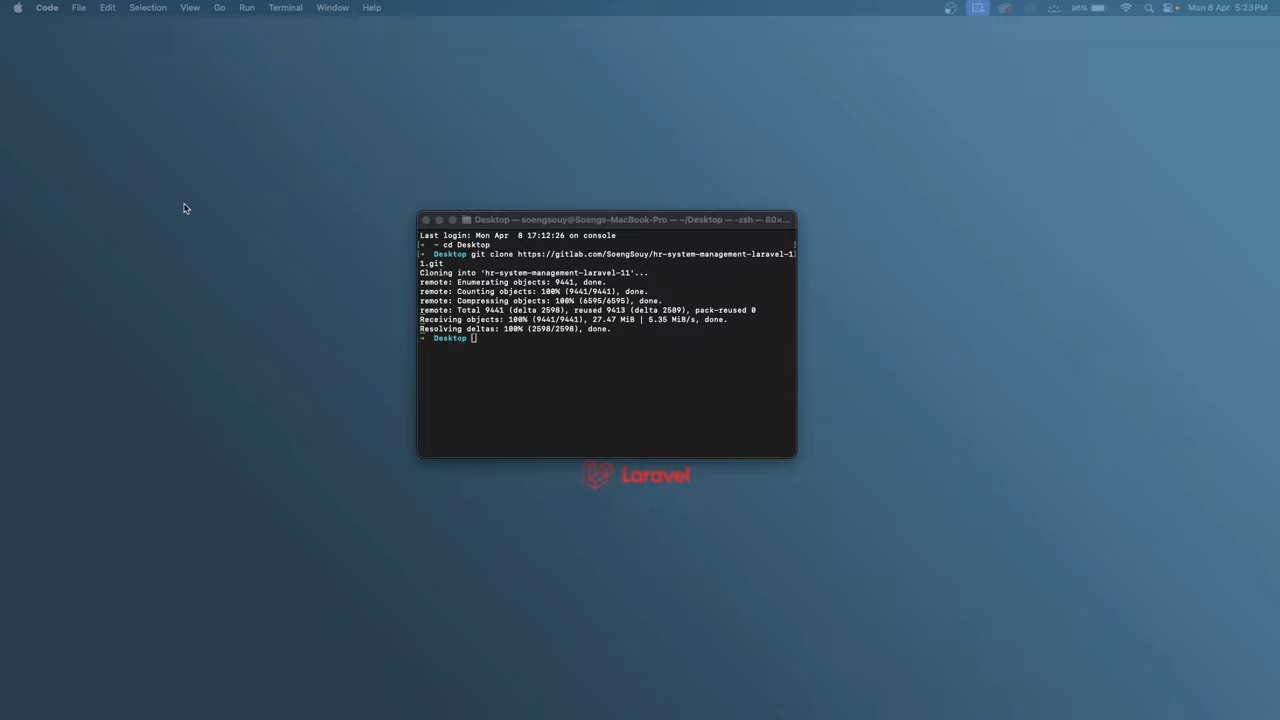 Code File Edit Selection View Go Run Terminal Window Help 96% Mon 8 Apr 5:23 PM
Desktop — soengsouy@Soengs-MacBook-Pro — ~/Desktop — -zsh — 80×...
Last login: Mon Apr  8 17:12:26 on console
[→ ~ cd Desktop ]
[→ Desktop git clone https://gitlab.com/SoengSouy/hr-system-management-laravel-1]
1.git
Cloning into 'hr-system-management-laravel-11'...
remote: Enumerating objects: 9441, done.
remote: Counting objects: 100% (9441/9441), done.
remote: Compressing objects: 100% (6595/6595), done.
remote: Total 9441 (delta 2598), reused 9413 (delta 2589), pack-reused 0
Receiving objects: 100% (9441/9441), 27.47 MiB | 5.35 MiB/s, done.
Resolving deltas: 100% (2598/2598), done.
→ Desktop
Laravel